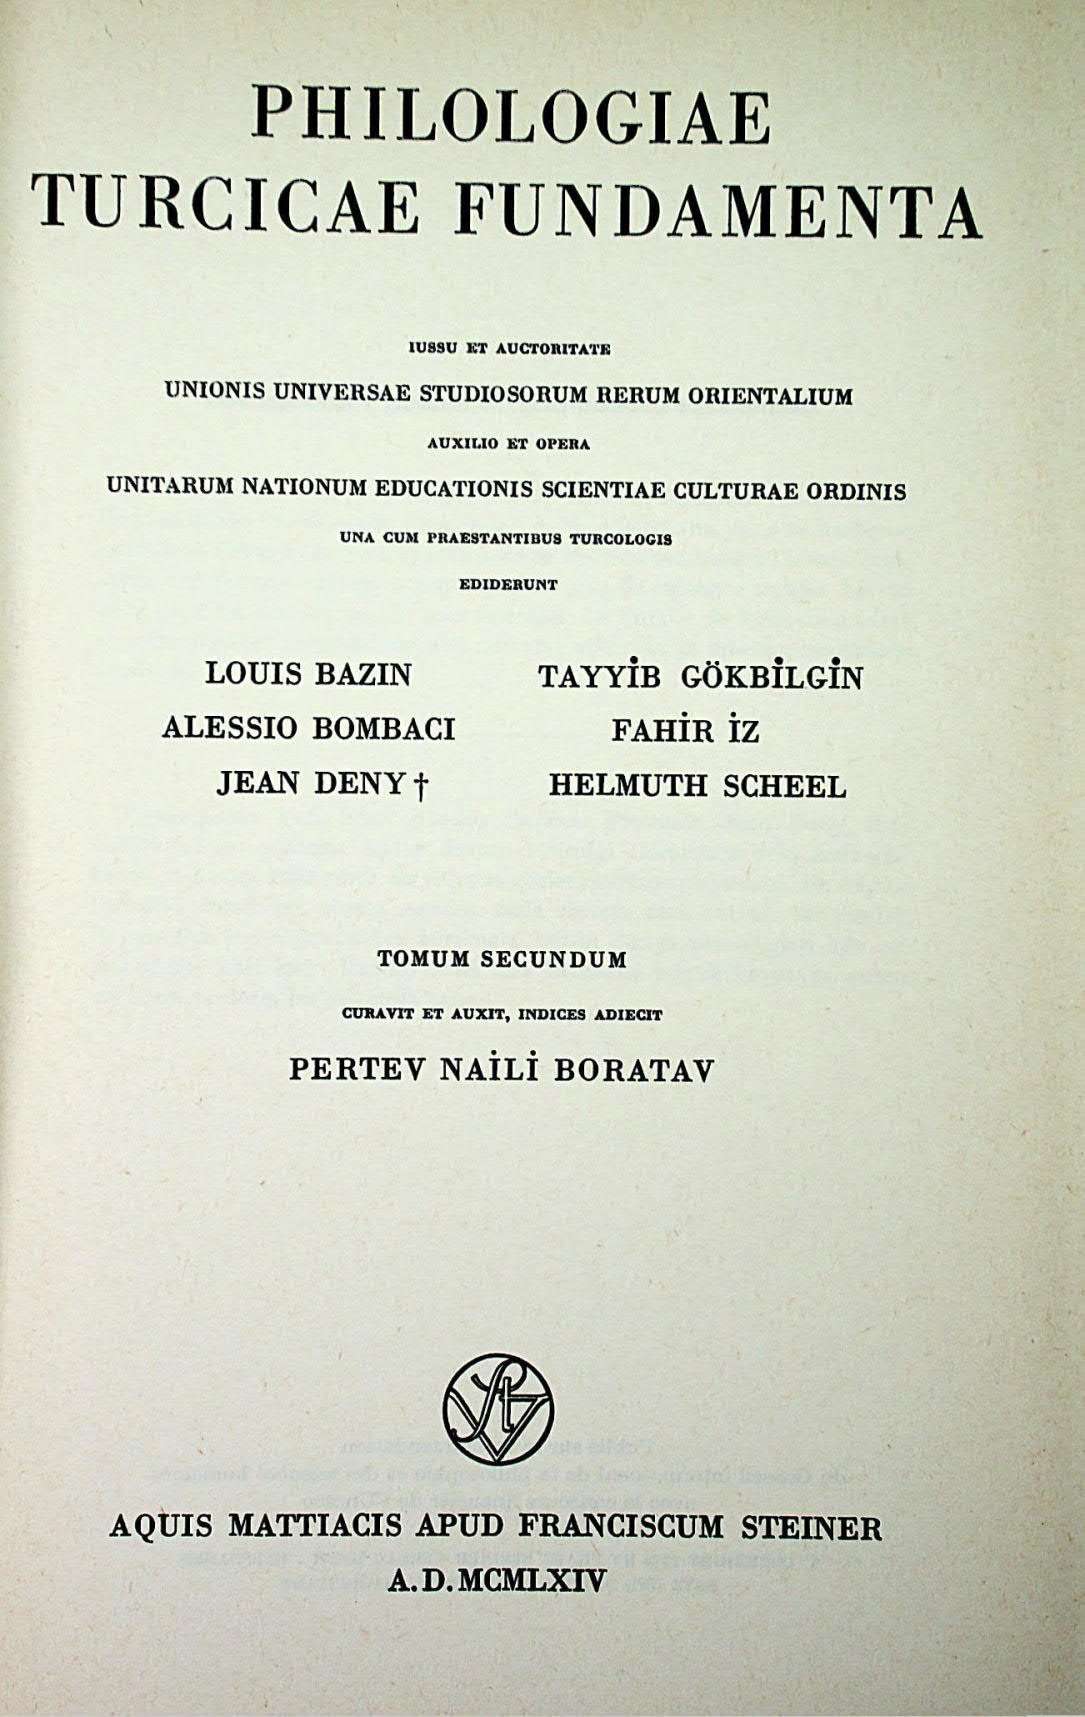 PHILOLOGIAE
TURCICAE FUNDAMENTA
IUSSU ET AUCTORITATE
UNIONIS UNIVERSAE STUDIOSORUM RERUM ORIENTALIUM
AUXILIO ET OPERA
UNITARUM NATIONUM EDUCATIONIS SCIENTIAE CULTURAE ORDINIS
UNA CUM PRAESTANTIBUS TURCOLOGIS
EDIDERUNT
LOUIS BAZIN
ALESSIO BOMBACI
JEAN DENY †
TAYYİB GÖKBİLGİN
FAHİR İZ
HELMUTH SCHEEL
TOMUM SECUNDUM
CURAVIT ET AUXIT, INDICES ADIECIT
PERTEV NAİLİ BORATAV
AQUIS MATTIACIS APUD FRANCISCUM STEINER
A.D. MCMLXIV